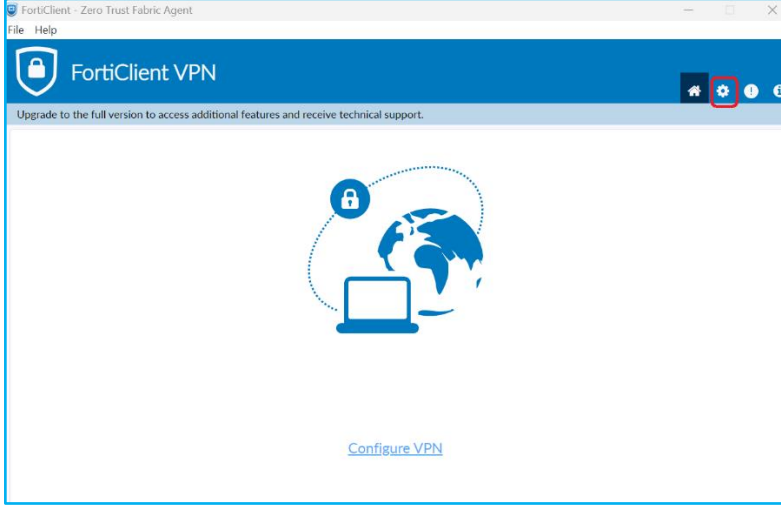 FortiClient - Zero Trust Fabric Agent
File Help
FortiClient VPN
Upgrade to the full version to access additional features and receive technical support.
Configure VPN